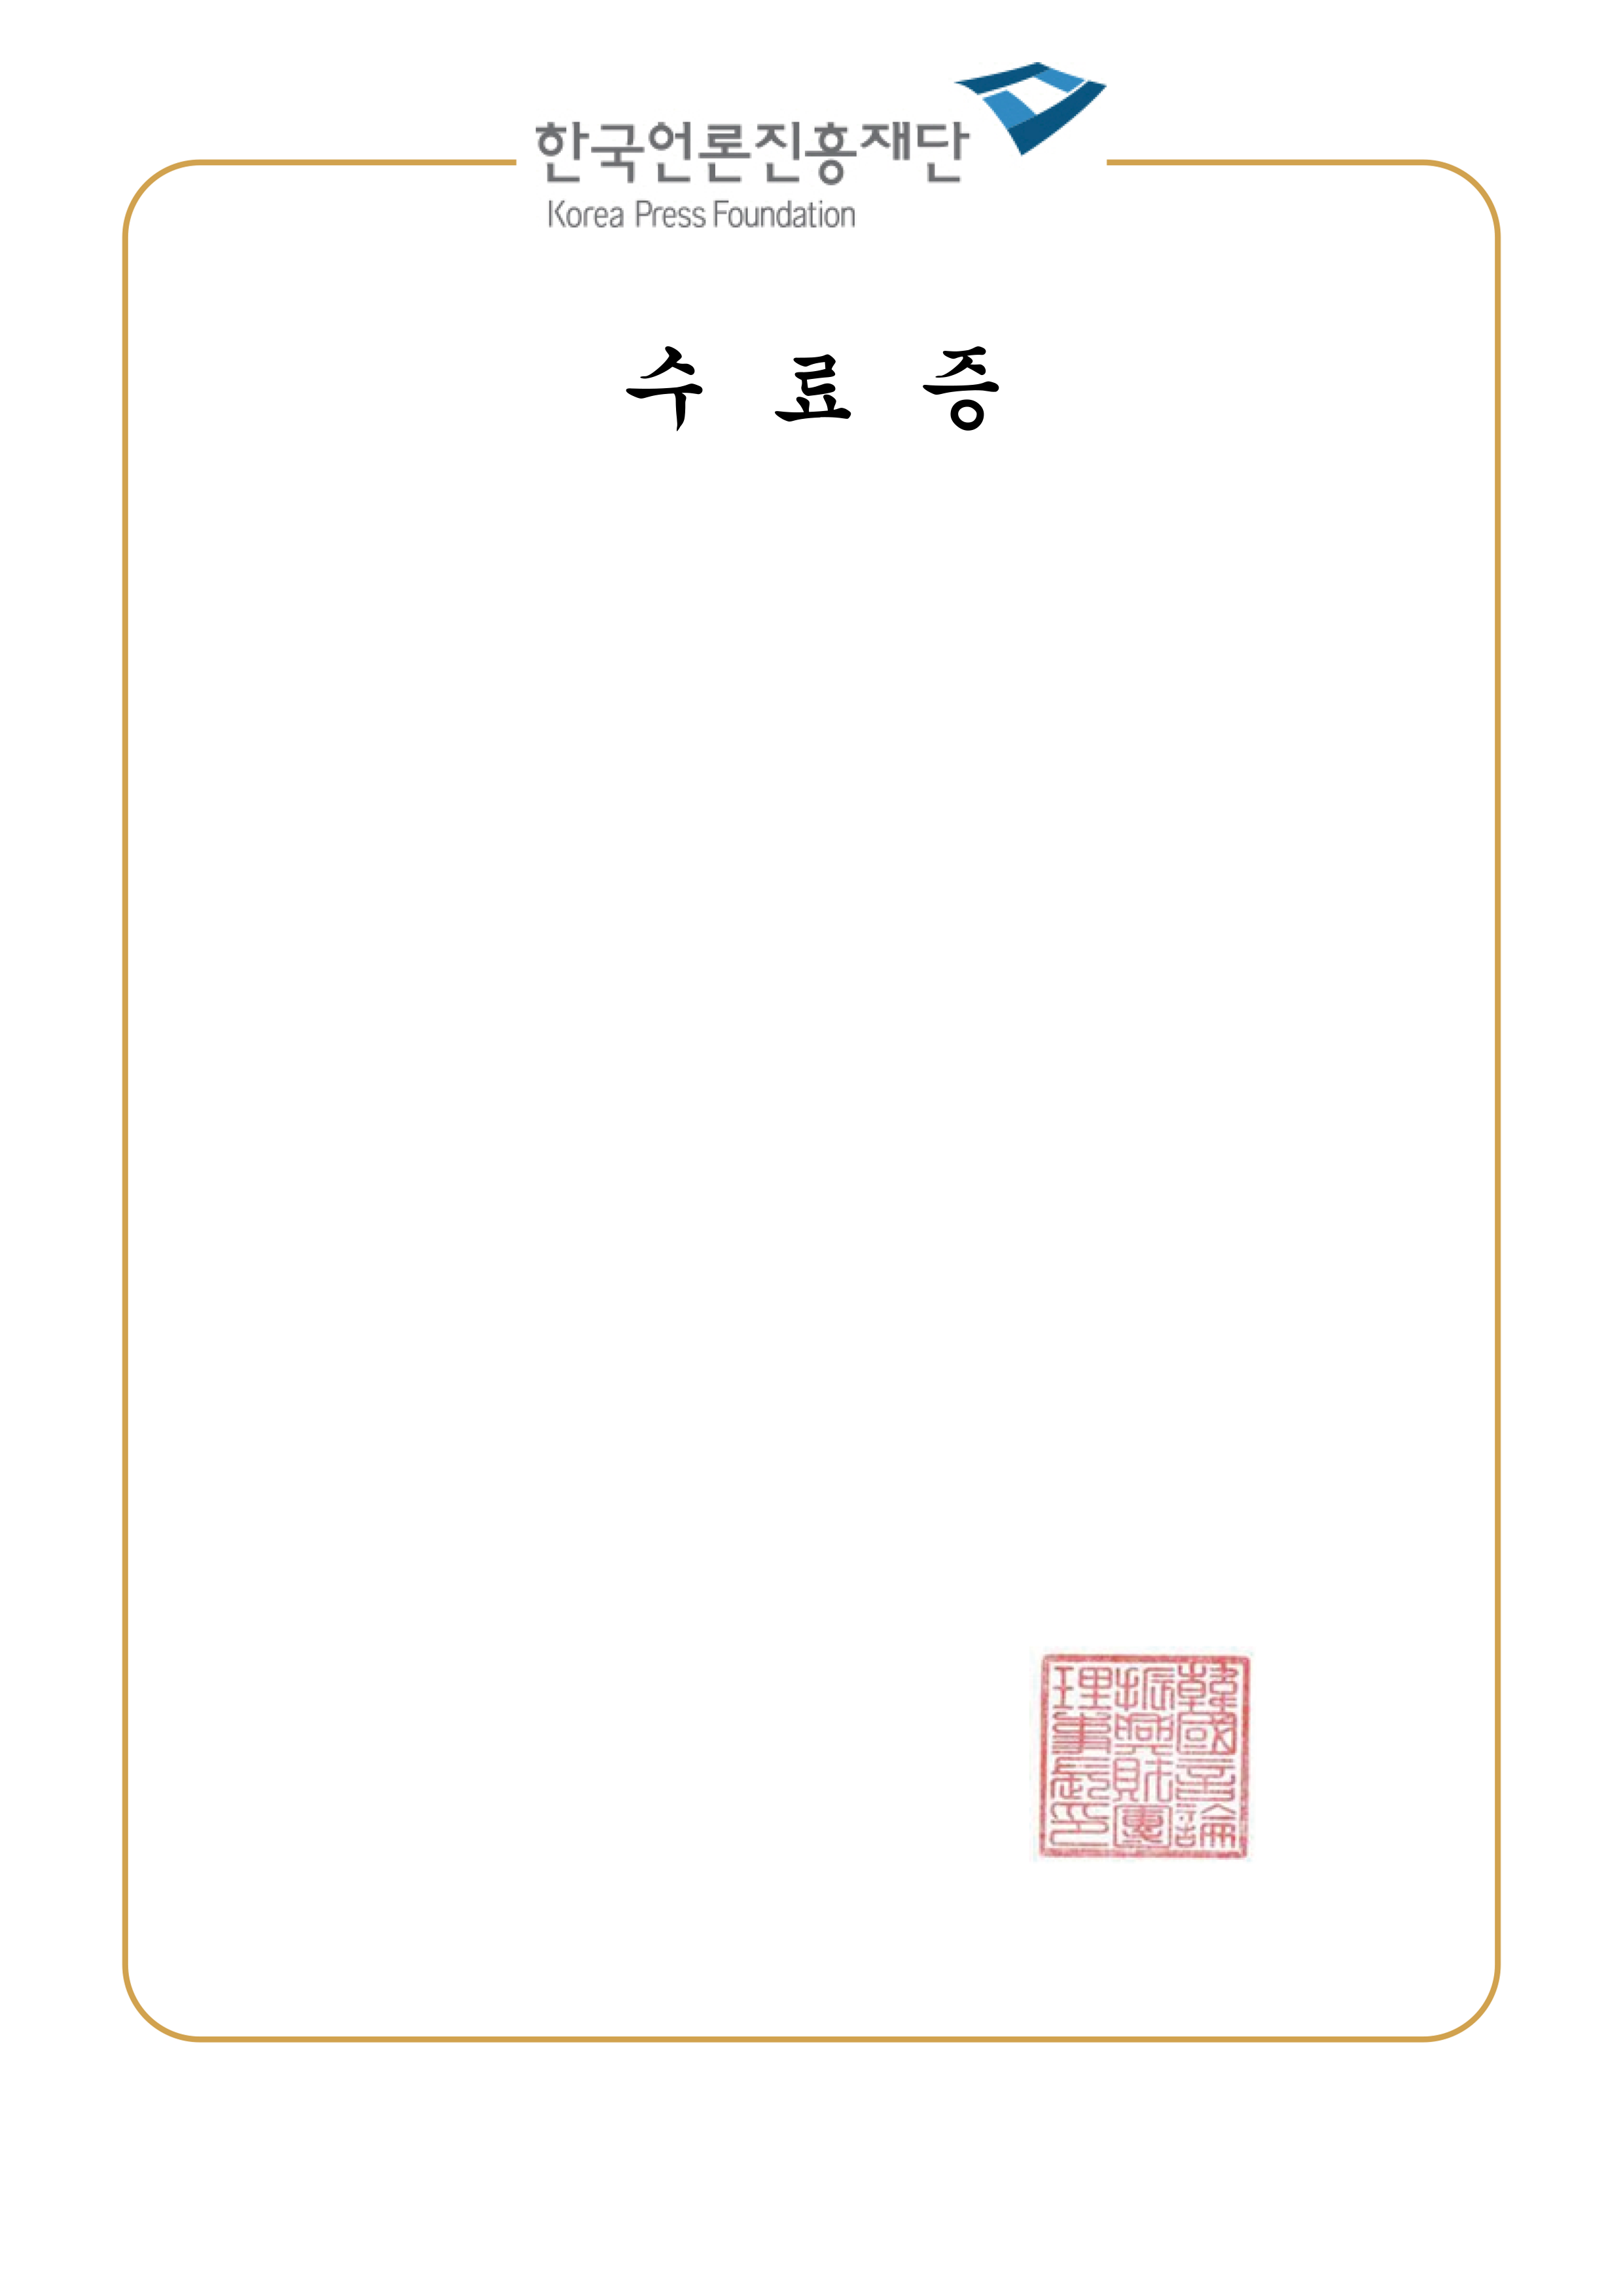 한국언론진흥재단
Korea Press Foundation
수 료 증
韓國言論
振興財團
理事長印